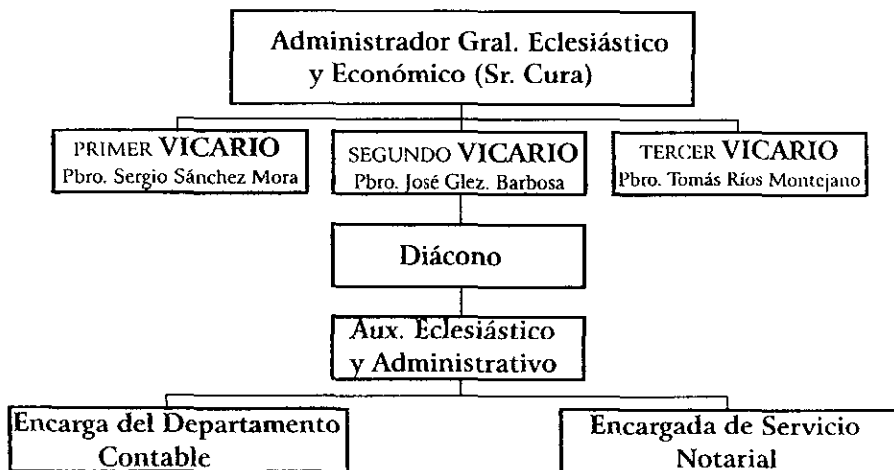 Administrador Gral. Eclesiástico
y Económico (Sr. Cura)
PRIMER VICARIO
Pbro. Sergio Sánchez Mora
SEGUNDO VICARIO
Pbro. José Glez. Barbosa
TERCER VICARIO
Pbro. Tomás Ríos Montejano
Diácono
Aux. Eclesiástico
y Administrativo
Encarga del Departamento
Contable
Encargada de Servicio
Notarial